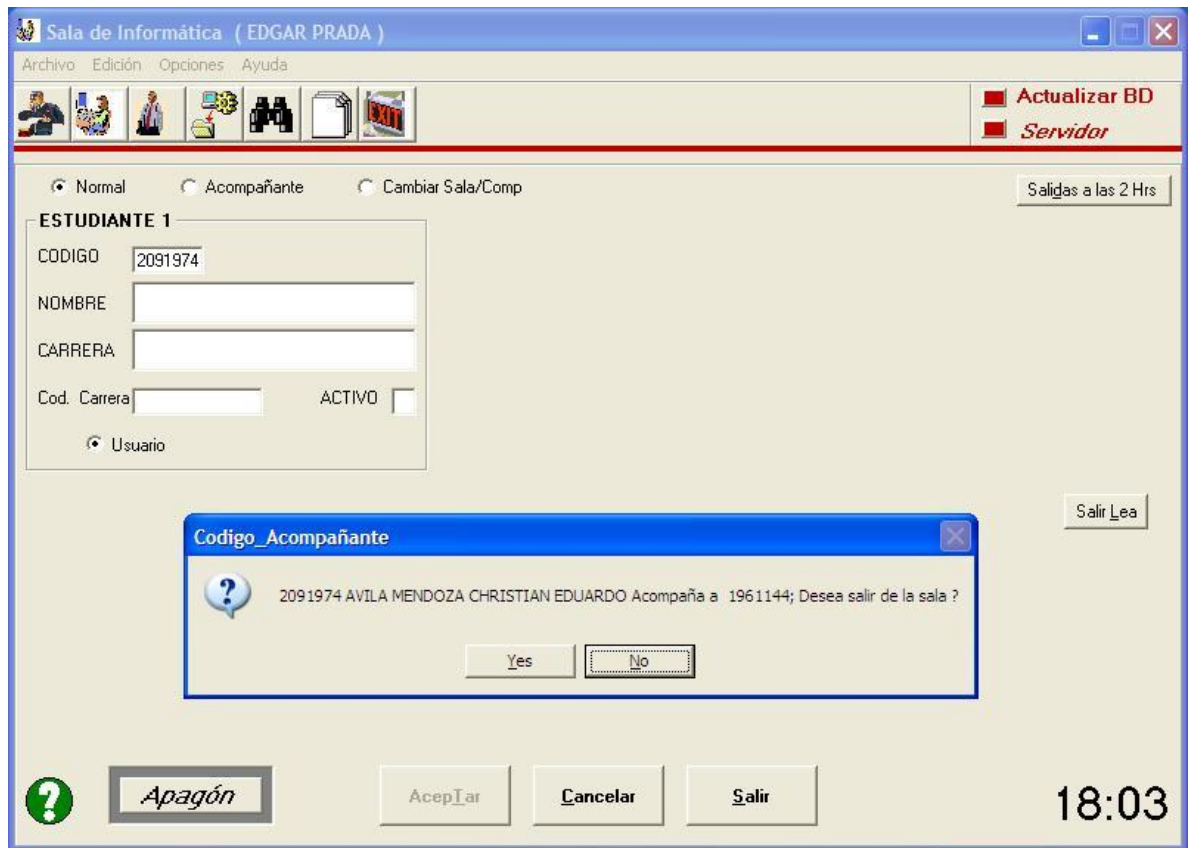 Sala de Informática ( EDGAR PRADA )
Archivo Edición Opciones Ayuda
EXIT
Actualizar BD
Servidor
Normal Acompañante Cambiar Sala/Comp
Salidas a las 2 Hrs
ESTUDIANTE 1
CODIGO 2091974
NOMBRE
CARRERA
Cod. Carrera ACTIVO
Usuario
Salir Lea
Codigo_Acompañante
2091974 AVILA MENDOZA CHRISTIAN EDUARDO Acompaña a 1961144; Desea salir de la sala ?
Yes No
Apagón AcepTar Cancelar Salir 18:03